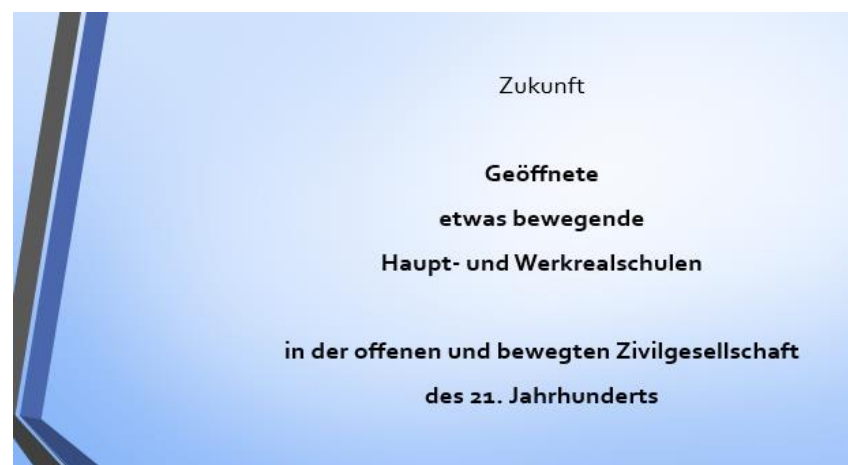 Zukunft
Geöffnete
etwas bewegende
Haupt- und Werkrealschulen
in der offenen und bewegten Zivilgesellschaft
des 21. Jahrhunderts